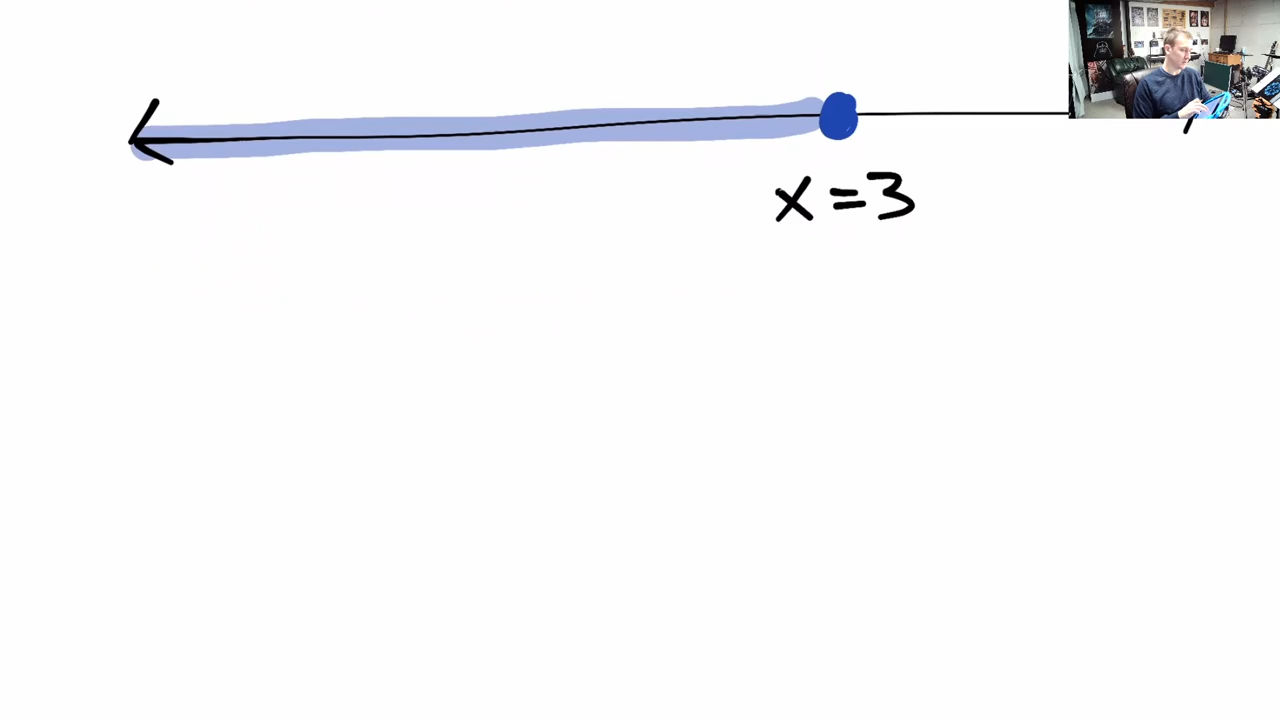 x = 3